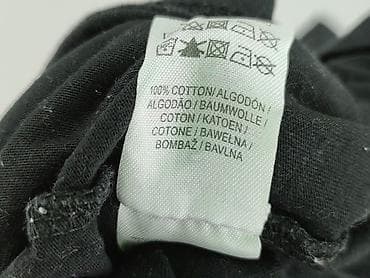 100% COTTON/ALGODÓN/
ALGODÃO/BAUMWOLLE/
COTON/KATOEN/
COTONE/BAWEŁNA/
BOMBAŽ/BAVLNA